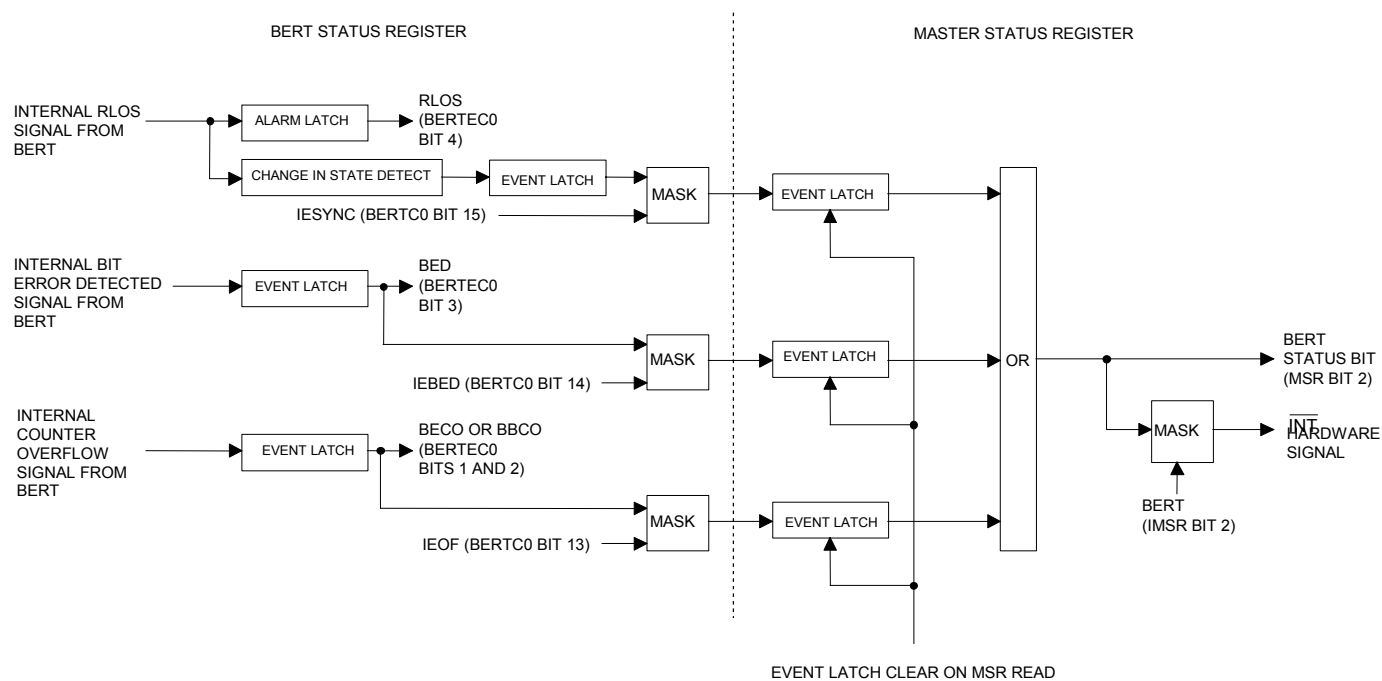 BERT STATUS REGISTER
MASTER STATUS REGISTER
INTERNAL RLOS
SIGNAL FROM
BERT
ALARM LATCH
RLOS
(BERTEC0
BIT 4)
CHANGE IN STATE DETECT
EVENT LATCH
MASK
EVENT LATCH
IESYNC (BERTC0 BIT 15)
INTERNAL BIT
ERROR DETECTED
SIGNAL FROM
BERT
EVENT LATCH
BED
(BERTEC0
BIT 3)
MASK
EVENT LATCH
OR
IEBED (BERTC0 BIT 14)
BERT
STATUS BIT
(MSR BIT 2)
INTERNAL
COUNTER
OVERFLOW
SIGNAL FROM
BERT
EVENT LATCH
BECO OR BBCO
(BERTEC0
BITS 1 AND 2)
MASK
INT
HARDWARE
SIGNAL
BERT
(IMSR BIT 2)
MASK
EVENT LATCH
IEOF (BERTC0 BIT 13)
EVENT LATCH CLEAR ON MSR READ